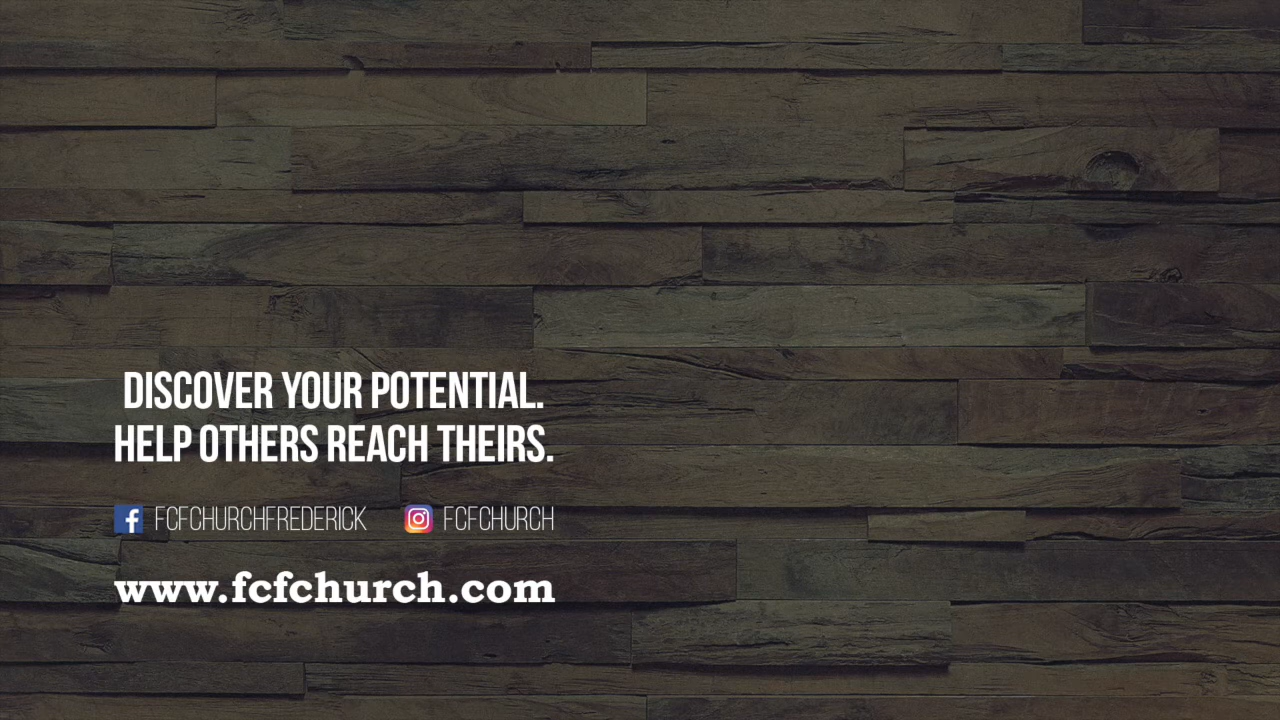 DISCOVER YOUR POTENTIAL.
HELP OTHERS REACH THEIRS.
FCFCHURCHFREDERICK FCFCHURCH
www.fcfchurch.com